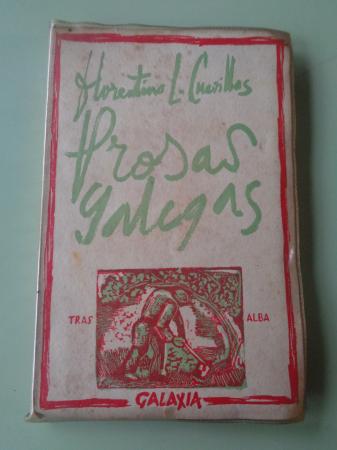 Florentino L. Cuevillas
Prosas
galegas
TRAS ALBA
GALAXIA